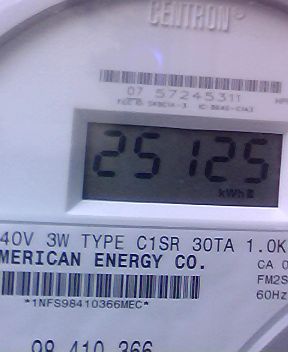 CENTRON®
07 57245311
25125
kWh
40V 3W TYPE C1SR 30TA 1.0K
MERICAN ENERGY CO.
CA 0
FM2S
60Hz
*1NFS98410366MEC*
98 410 366